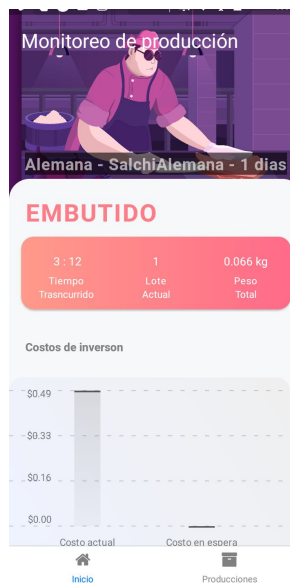 Monitoreo de producción
Alemana - SalchiAlemana - 1 dias
EMBUTIDO
3 : 12 1 0.066 kg
Tiempo Lote Peso
Trasncurrido Actual Total
Costos de inverson
$0.49
$0.33
$0.16
$0.00
Costo actual Costo en espera
Inicio Producciones